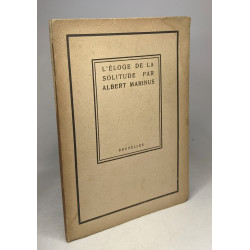 L'ÉLOGE DE LA
SOLITUDE PAR
ALBERT MARINUS
BRUXELLES